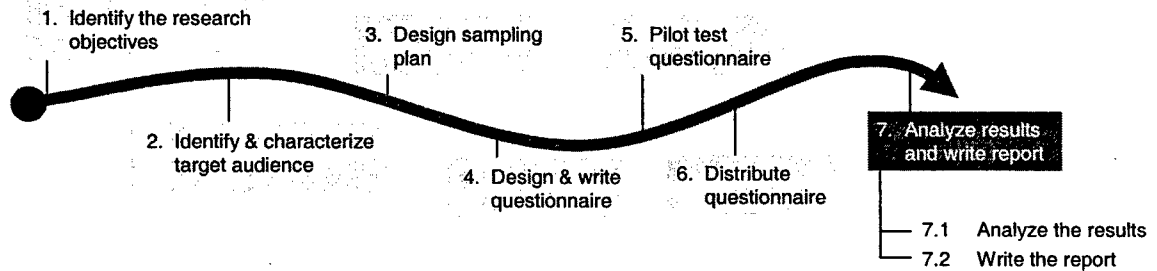 1. Identify the research
objectives
2. Identify & characterize
target audience
3. Design sampling
plan
4. Design & write
questionnaire
5. Pilot test
questionnaire
6. Distribute
questionnaire
7. Analyze results
and write report
7.1 Analyze the results
7.2 Write the report